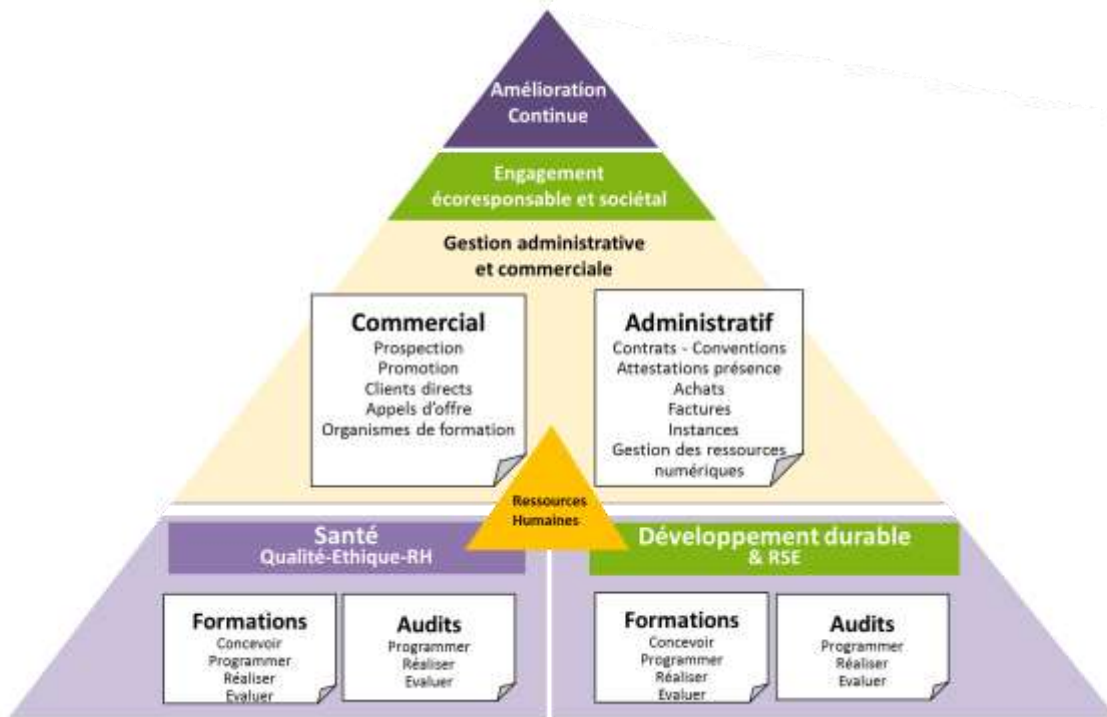 Amélioration
Continue
Engagement
écoresponsable et sociétal
Gestion administrative
et commerciale
Commercial
Prospection
Promotion
Clients directs
Appels d'offre
Organismes de formation
Administratif
Contrats - Conventions
Attestations présence
Achats
Factures
Instances
Gestion des ressources
numériques
Ressources
Humaines
Santé
Qualité-Ethique-RH
Développement durable
& RSE
Formations
Concevoir
Programmer
Réaliser
Evaluer
Audits
Programmer
Réaliser
Evaluer
Formations
Concevoir
Programmer
Réaliser
Evaluer
Audits
Programmer
Réaliser
Evaluer